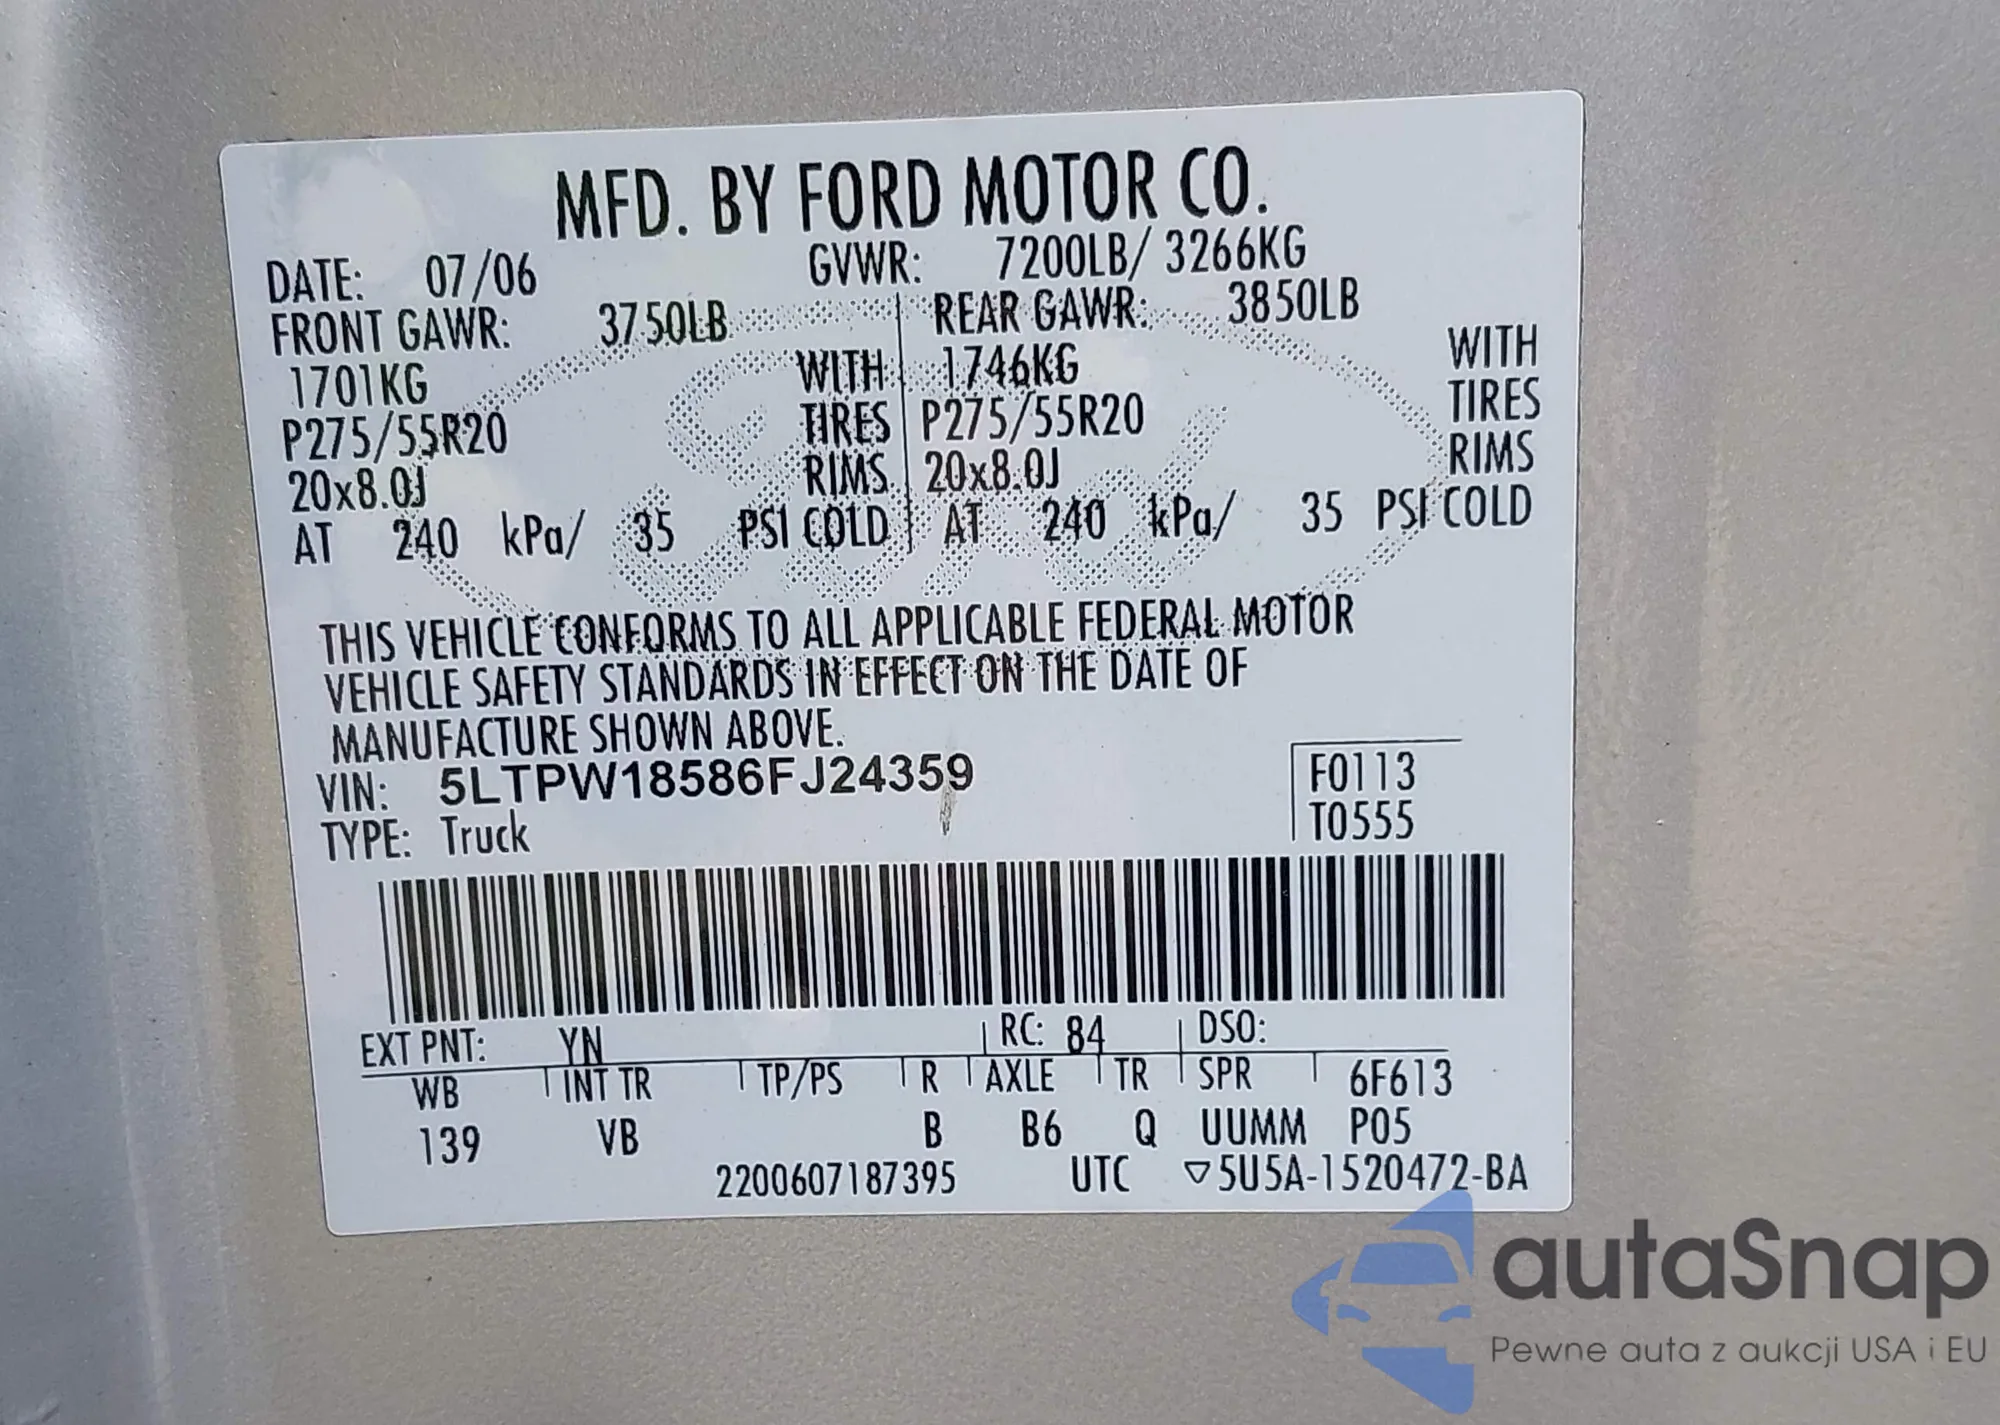 MFD. BY FORD MOTOR CO.
DATE: 07/06 GVWR: 7200LB/ 3266KG
FRONT GAWR: 3750LB REAR GAWR: 3850LB
1701KG WITH 1746KG WITH
P275/55R20 TIRES P275/55R20 TIRES
20x8.0J RIMS 20x8.0J RIMS
AT 240 kPa/ 35 PSI COLD AT 240 kPa/ 35 PSI COLD
THIS VEHICLE CONFORMS TO ALL APPLICABLE FEDERAL MOTOR
VEHICLE SAFETY STANDARDS IN EFFECT ON THE DATE OF
MANUFACTURE SHOWN ABOVE.
VIN: 5LTPW18586FJ24359 F0113
TYPE: Truck T0555
EXT PNT: YN RC: 84 DSO:
WB INT TR TP/PS R AXLE TR SPR 6F613
139 VB B B6 Q UUMM P05
2200607187395 UTC ▽5U5A-1520472-BA
Ford
autaSnap
Pewne auta z aukcji USA i EU